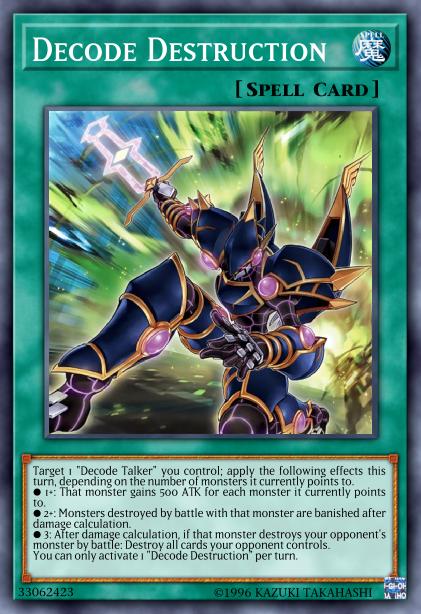 DECODE DESTRUCTION
SPELL
魔
[SPELL CARD]
Target 1 "Decode Talker" you control; apply the following effects this
turn, depending on the number of monsters it currently points to.
● 1+: That monster gains 500 ATK for each monster it currently points
to.
● 2+: Monsters destroyed by battle with that monster are banished after
damage calculation.
● 3: After damage calculation, if that monster destroys your opponent's
monster by battle: Destroy all cards your opponent controls.
You can only activate 1 "Decode Destruction" per turn.
33062423
©1996 KAZUKI TAKAHASHI